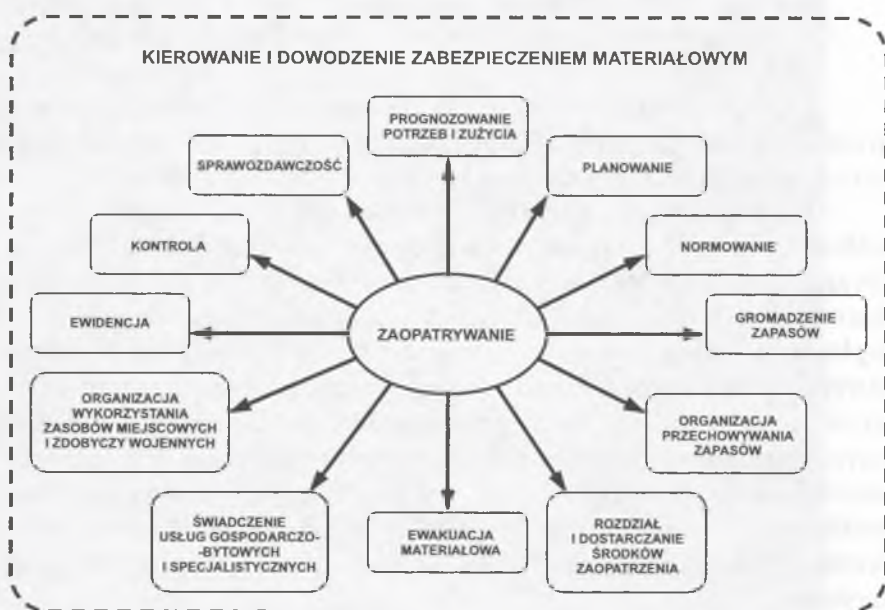 KIEROWANIE I DOWODZENIE ZABEZPIECZENIEM MATERIAŁOWYM
PROGNOZOWANIE
POTRZEB I ZUŻYCIA
SPRAWOZDAWCZOŚĆ
PLANOWANIE
KONTROLA
NORMOWANIE
EWIDENCJA
ZAOPATRYWANIE
GROMADZENIE
ZAPASÓW
ORGANIZACJA
WYKORZYSTANIA
ZASOBÓW MIEJSCOWYCH
I ZDOBYCZY WOJENNYCH
ORGANIZACJA
PRZECHOWYWANIA
ZAPASÓW
ŚWIADCZENIE
USŁUG GOSPODARCZO-
-BYTOWYCH
I SPECJALISTYCZNYCH
EWAKUACJA
MATERIAŁOWA
ROZDZIAŁ
I DOSTARCZANIE
ŚRODKÓW
ZAOPATRZENIA